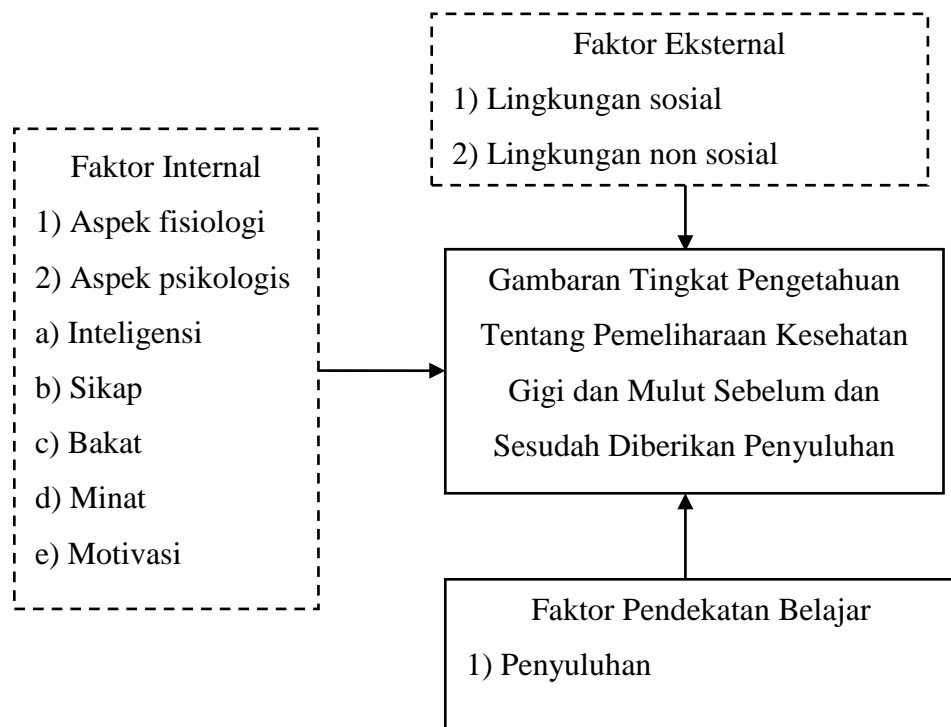 Faktor Eksternal
1) Lingkungan sosial
2) Lingkungan non sosial
Faktor Internal
1) Aspek fisiologi
2) Aspek psikologis
a) Inteligensi
b) Sikap
c) Bakat
d) Minat
e) Motivasi
Gambaran Tingkat Pengetahuan
Tentang Pemeliharaan Kesehatan
Gigi dan Mulut Sebelum dan
Sesudah Diberikan Penyuluhan
Faktor Pendekatan Belajar
1) Penyuluhan